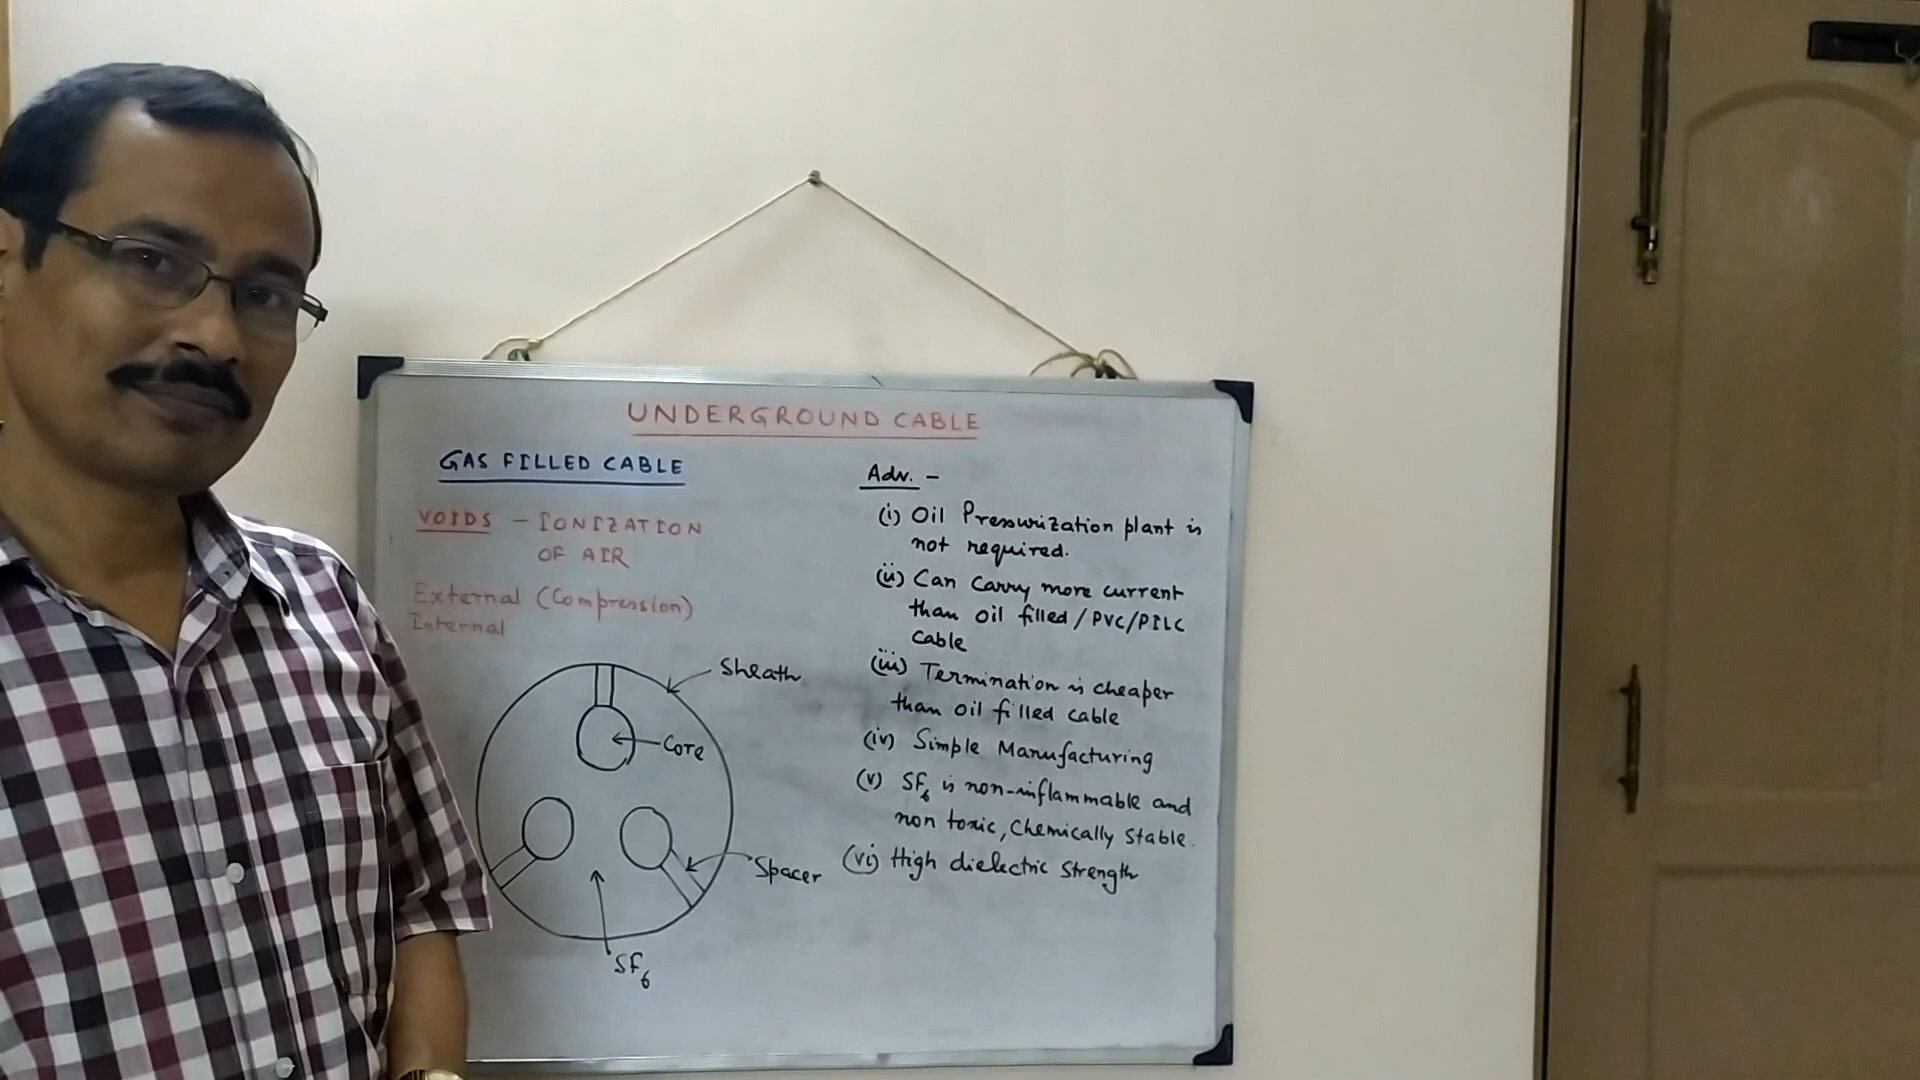 UNDERGROUND CABLE
GAS FILLED CABLE
VOIDS - IONIZATION
OF AIR
External (Compression)
Internal
Sheath
Core
Spacer
SF6
Adv. -
(i) Oil Pressurization plant is
not required.
(ii) Can carry more current
than oil filled/PVC/PILC
cable
(iii) Termination is cheaper
than oil filled cable
(iv) Simple Manufacturing
(v) SF6 is non-inflammable and
non toxic, Chemically stable.
(vi) High dielectric strength